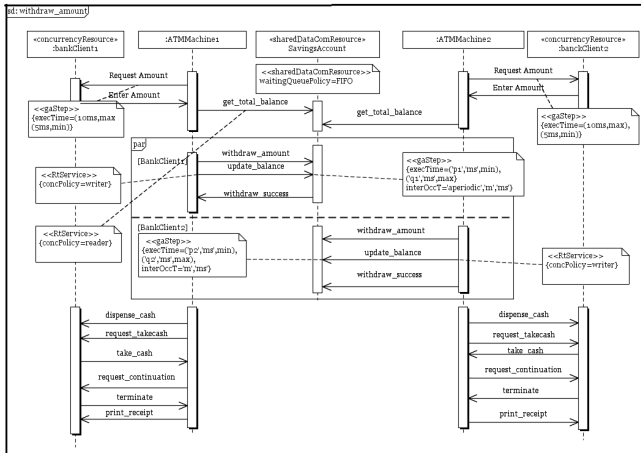 sd: withdraw_amount
«concurrencyResource»
:bankClient1
:ATMMachine1
«sharedDataComResource»
SavingsAccount
:ATMMachine2
«concurrencyResource»
:banckClient2
<<sharedDataComResource>>
waitingQueuePolicy=FIFO
Request Amount
Enter Amount
Request Amount
Enter Amount
<<gaStep>>
{execTime=(10ms,max
(5ms,min)}
get_total_balance
get_total_balance
<<gaStep>>
{execTime=(10ms,max),
(5ms,min)}
par
[BankClient1]
withdraw_amount
update_balance
withdraw_success
<<gaStep>>
{execTime=('p1','ms',min),
('q1','ms',max}
interOccT='aperiodic','m','ms'}
<<RtService>>
{concPolicy=writer}
<<RtService>>
{concPolicy=reader}
[BankClient2]
<<gaStep>>
{execTime=('p2','ms',min),
('q2','ms',max),
interOccT='m','ms'}
withdraw_amount
update_balance
withdraw_success
<<RtService>>
{concPolicy=writer}
dispense_cash
request_takecash
take_cash
request_continuation
terminate
print_receipt
dispense_cash
request_takecash
take_cash
request_continuation
terminate
print_receipt